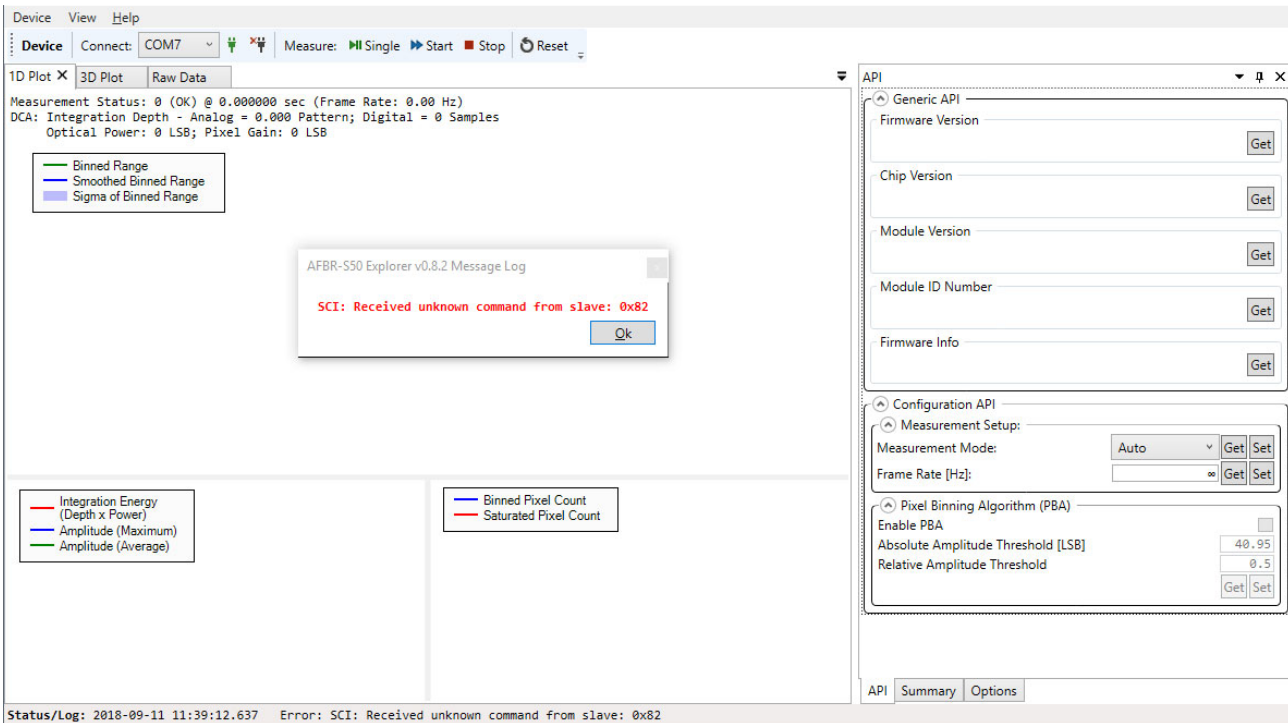 Device View Help
Device Connect: COM7 Measure: Single Start Stop Reset
1D Plot 3D Plot Raw Data
Measurement Status: 0 (OK) @ 0.000000 sec (Frame Rate: 0.00 Hz)
DCA: Integration Depth - Analog = 0.000 Pattern; Digital = 0 Samples
Optical Power: 0 LSB; Pixel Gain: 0 LSB
Binned Range
Smoothed Binned Range
Sigma of Binned Range
AFBR-S50 Explorer v0.8.2 Message Log
SCI: Received unknown command from slave: 0x82
Ok
Integration Energy
(Depth x Power)
Amplitude (Maximum)
Amplitude (Average)
Binned Pixel Count
Saturated Pixel Count
API
Generic API
Firmware Version
Get
Chip Version
Get
Module Version
Get
Module ID Number
Get
Firmware Info
Get
Configuration API
Measurement Setup:
Measurement Mode: Auto Get Set
Frame Rate [Hz]: ∞ Get Set
Pixel Binning Algorithm (PBA)
Enable PBA
Absolute Amplitude Threshold [LSB] 40.95
Relative Amplitude Threshold 0.5
Get Set
API Summary Options
Status/Log: 2018-09-11 11:39:12.637 Error: SCI: Received unknown command from slave: 0x82